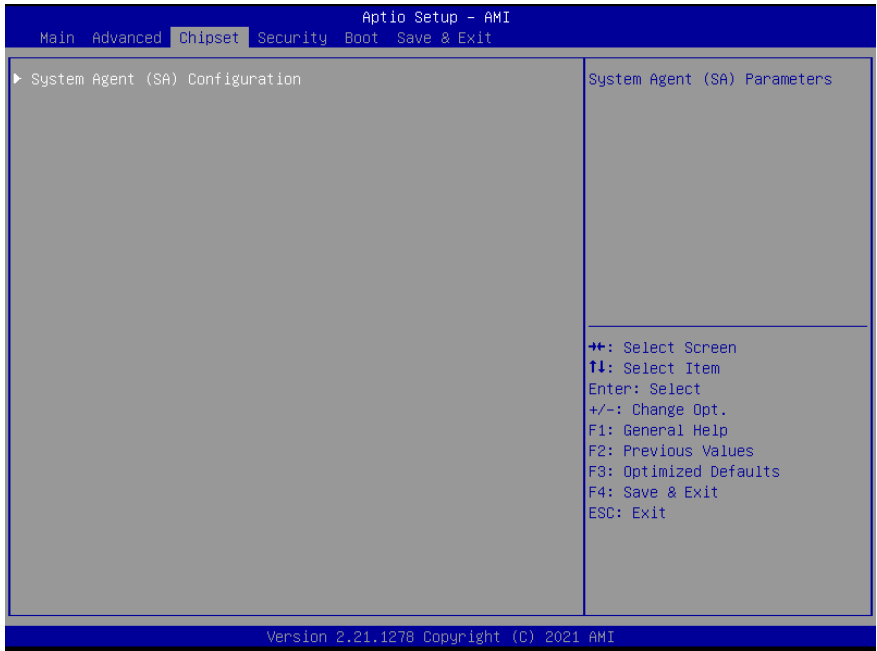 Aptio Setup – AMI
Main Advanced Chipset Security Boot Save & Exit
▶ System Agent (SA) Configuration
System Agent (SA) Parameters
→←: Select Screen
↑↓: Select Item
Enter: Select
+/-: Change Opt.
F1: General Help
F2: Previous Values
F3: Optimized Defaults
F4: Save & Exit
ESC: Exit
Version 2.21.1278 Copyright (C) 2021 AMI